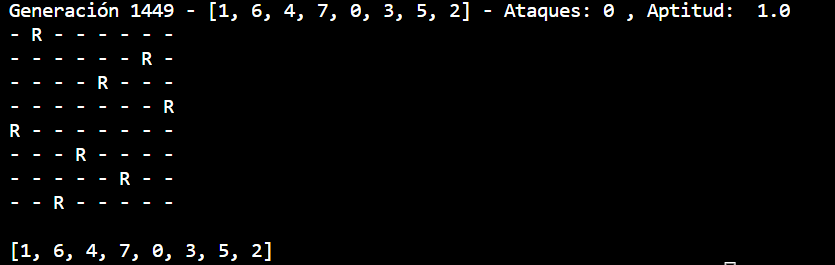 Generación 1449 - [1, 6, 4, 7, 0, 3, 5, 2] - Ataques: 0 , Aptitud:  1.0
- R - - - - - -
- - - - - - R -
- - - - R - - -
- - - - - - - R
R - - - - - - -
- - - R - - - -
- - - - - R - -
- - R - - - - -
[1, 6, 4, 7, 0, 3, 5, 2]